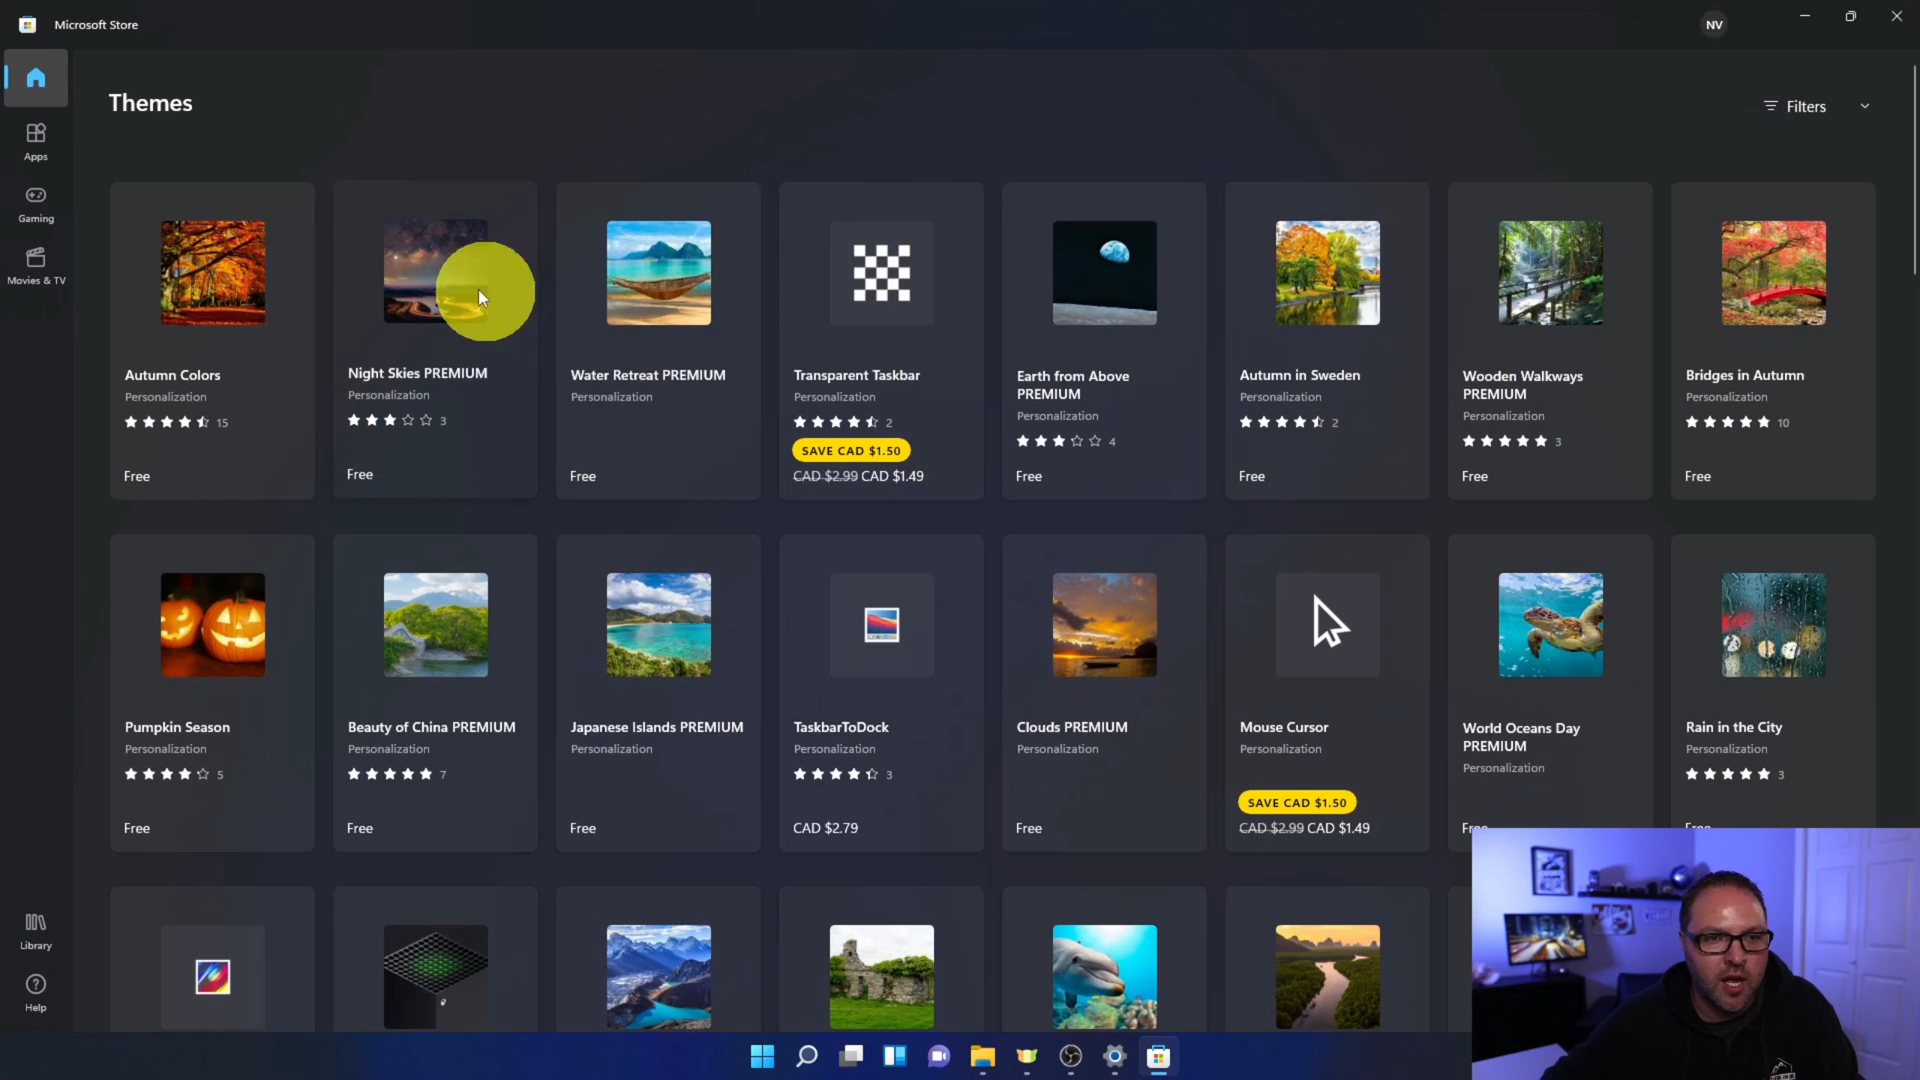 Microsoft Store
NV
Themes
Filters
Apps
Gaming
Movies & TV
Autumn Colors
Personalization
15
Free
Night Skies PREMIUM
Personalization
3
Free
Water Retreat PREMIUM
Personalization
Free
Transparent Taskbar
Personalization
2
SAVE CAD $1.50
CAD $2.99 CAD $1.49
Earth from Above
PREMIUM
Personalization
4
Free
Autumn in Sweden
Personalization
2
Free
Wooden Walkways
PREMIUM
Personalization
3
Free
Bridges in Autumn
Personalization
10
Free
Pumpkin Season
Personalization
5
Free
Beauty of China PREMIUM
Personalization
7
Free
Japanese Islands PREMIUM
Personalization
Free
TaskbarToDock
Personalization
3
CAD $2.79
Clouds PREMIUM
Personalization
Free
Mouse Cursor
Personalization
SAVE CAD $1.50
CAD $2.99 CAD $1.49
World Oceans Day
PREMIUM
Personalization
Free
Rain in the City
Personalization
3
Free
Library
Help